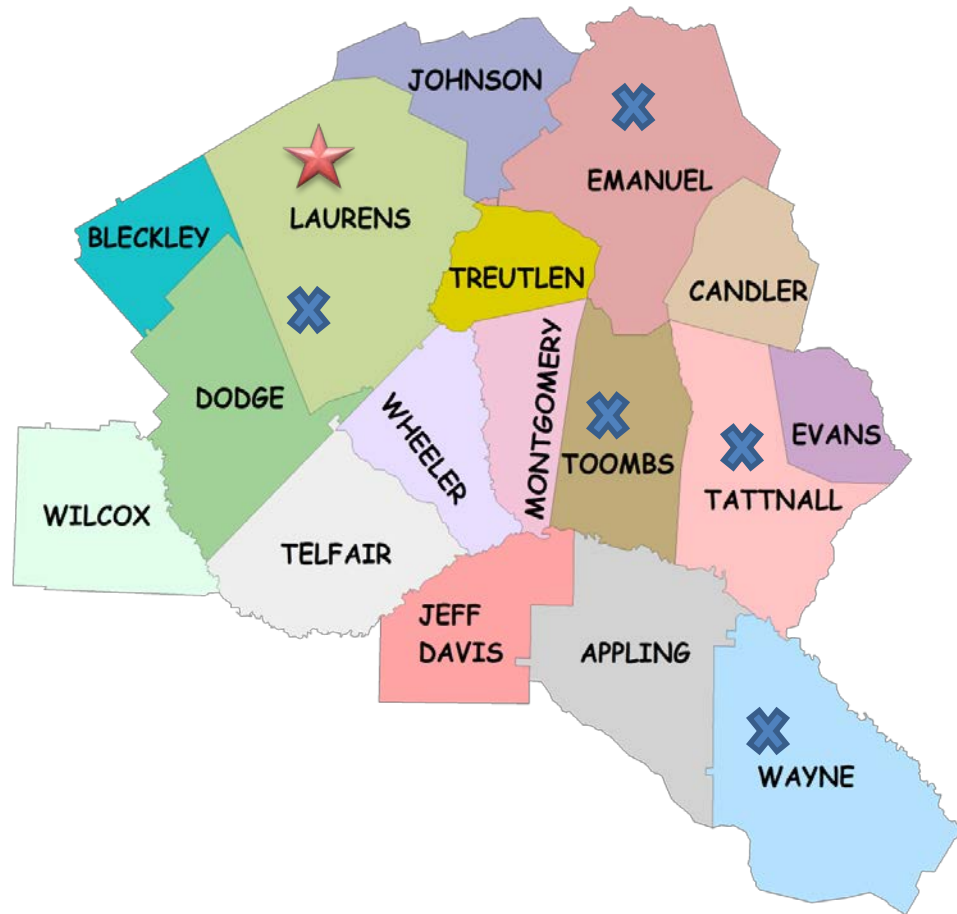 JOHNSON
EMANUEL
LAURENS
BLECKLEY
TREUTLEN
CANDLER
DODGE
WHEELER
MONTGOMERY
TOOMBS
EVANS
TATTNALL
WILCOX
TELFAIR
JEFF
DAVIS
APPLING
WAYNE